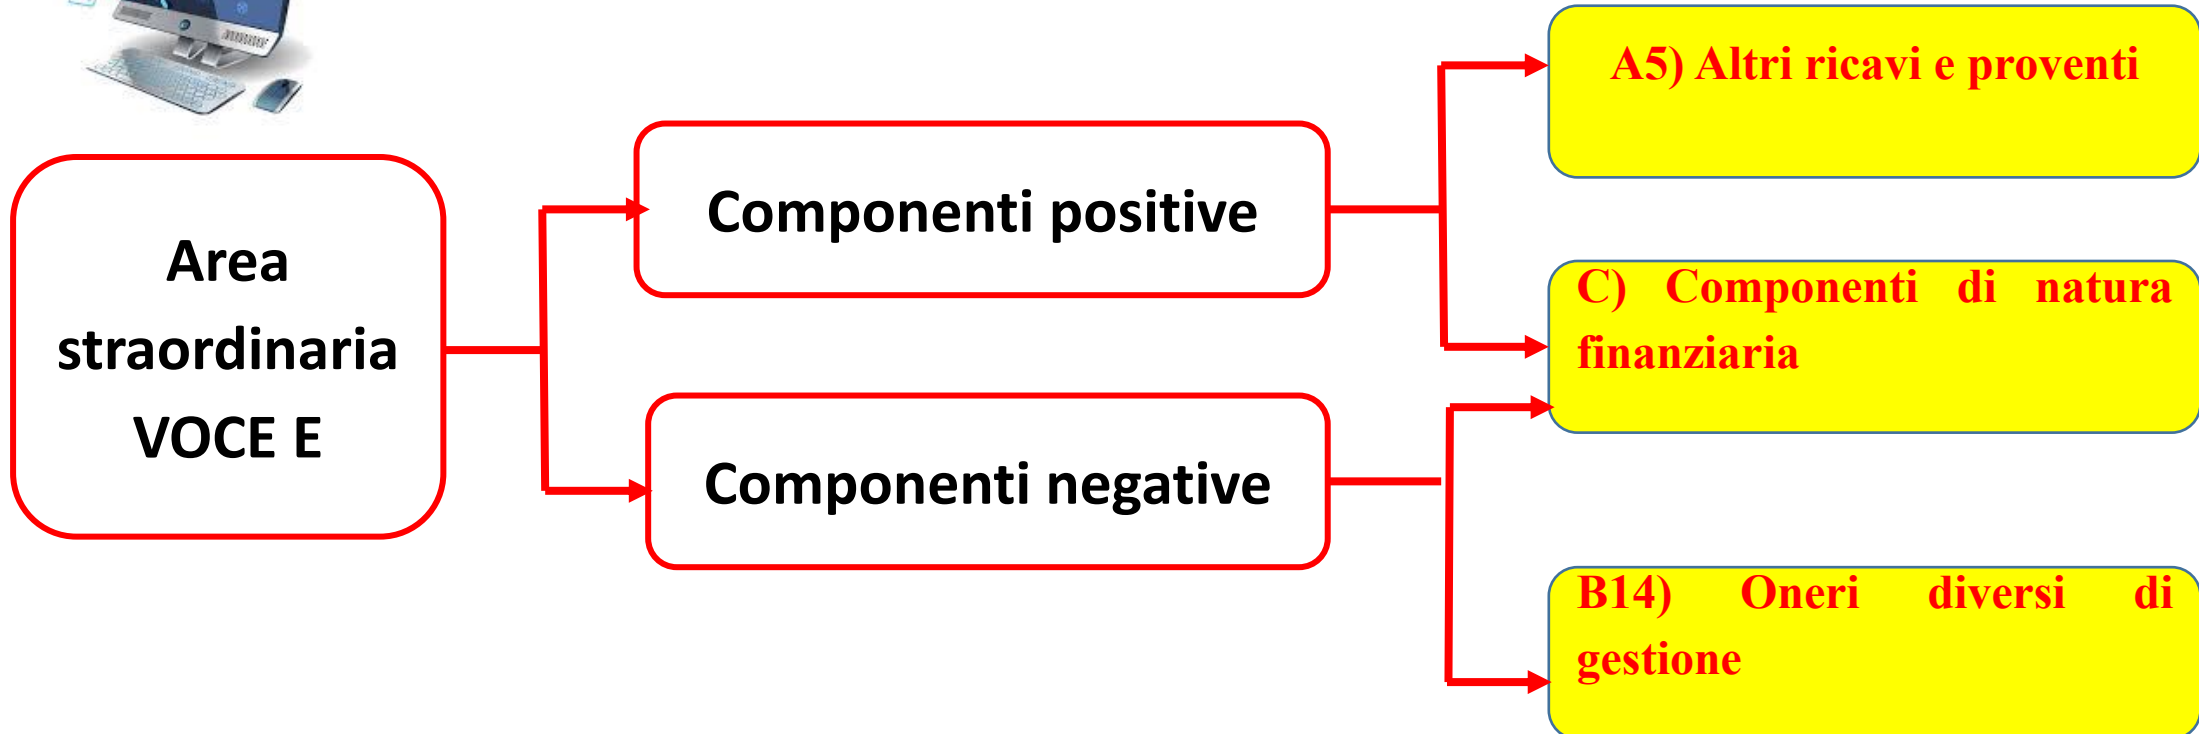 Area
straordinaria
VOCE E
Componenti positive
Componenti negative
A5) Altri ricavi e proventi
C) Componenti di natura
finanziaria
B14) Oneri diversi di
gestione